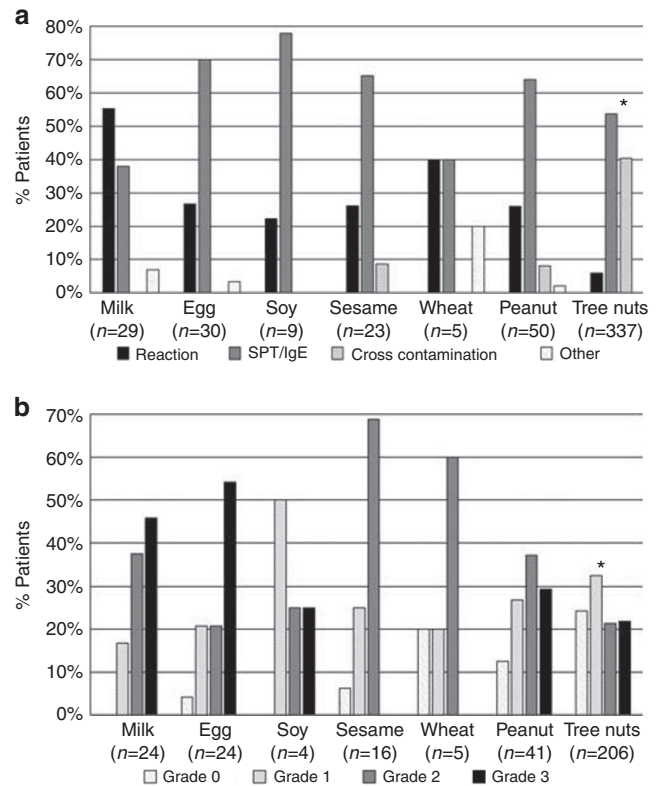 a
% Patients
80%
70%
60%
50%
40%
30%
20%
10%
0%
*
Milk Egg Soy Sesame Wheat Peanut Tree nuts
(n=29) (n=30) (n=9) (n=23) (n=5) (n=50) (n=337)
Reaction SPT/IgE Cross contamination Other
b
% Patients
70%
60%
50%
40%
30%
20%
10%
0%
*
Milk Egg Soy Sesame Wheat Peanut Tree nuts
(n=24) (n=24) (n=4) (n=16) (n=5) (n=41) (n=206)
Grade 0 Grade 1 Grade 2 Grade 3